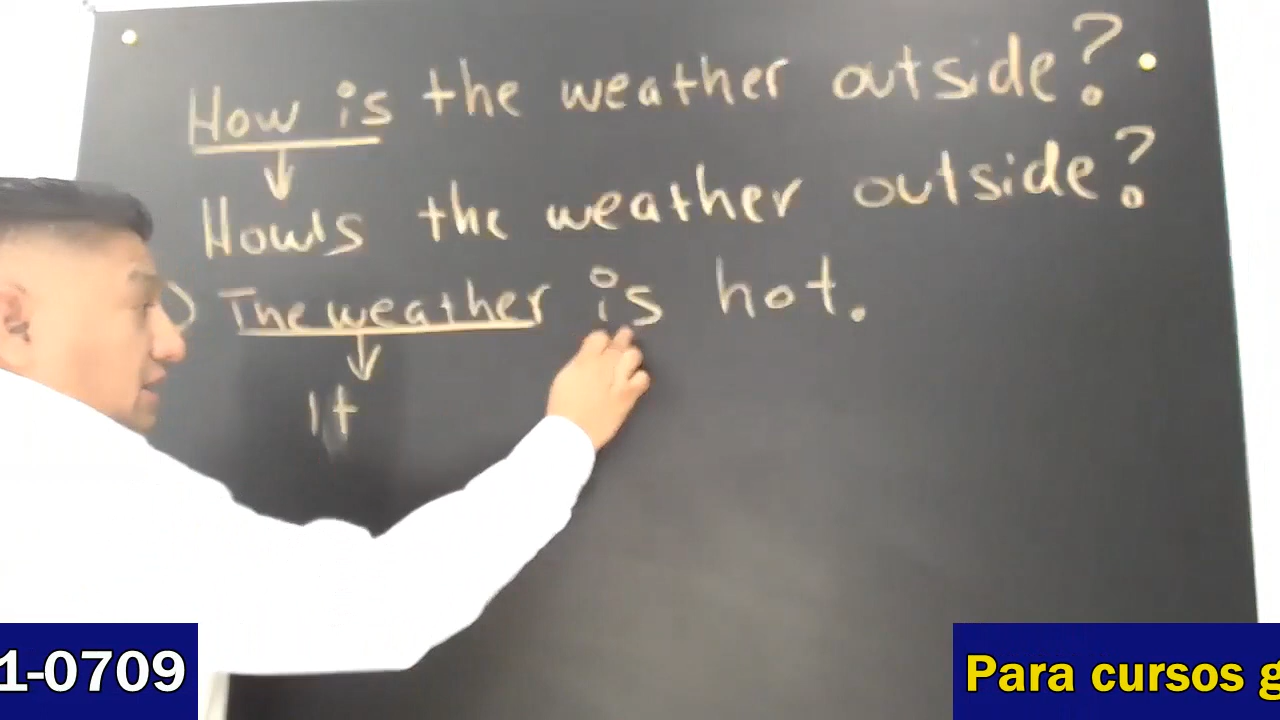 How is the weather outside?
How's the weather outside?
) The weather is hot.
It
1-0709
Para cursos g